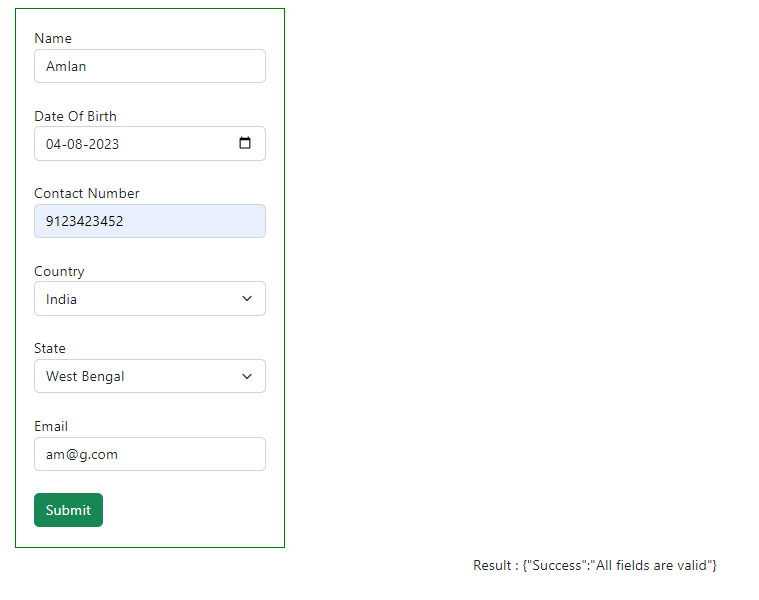 Name
Amlan
Date Of Birth
04-08-2023
Contact Number
9123423452
Country
India
State
West Bengal
Email
am@g.com
Submit
Result : {"Success":"All fields are valid"}